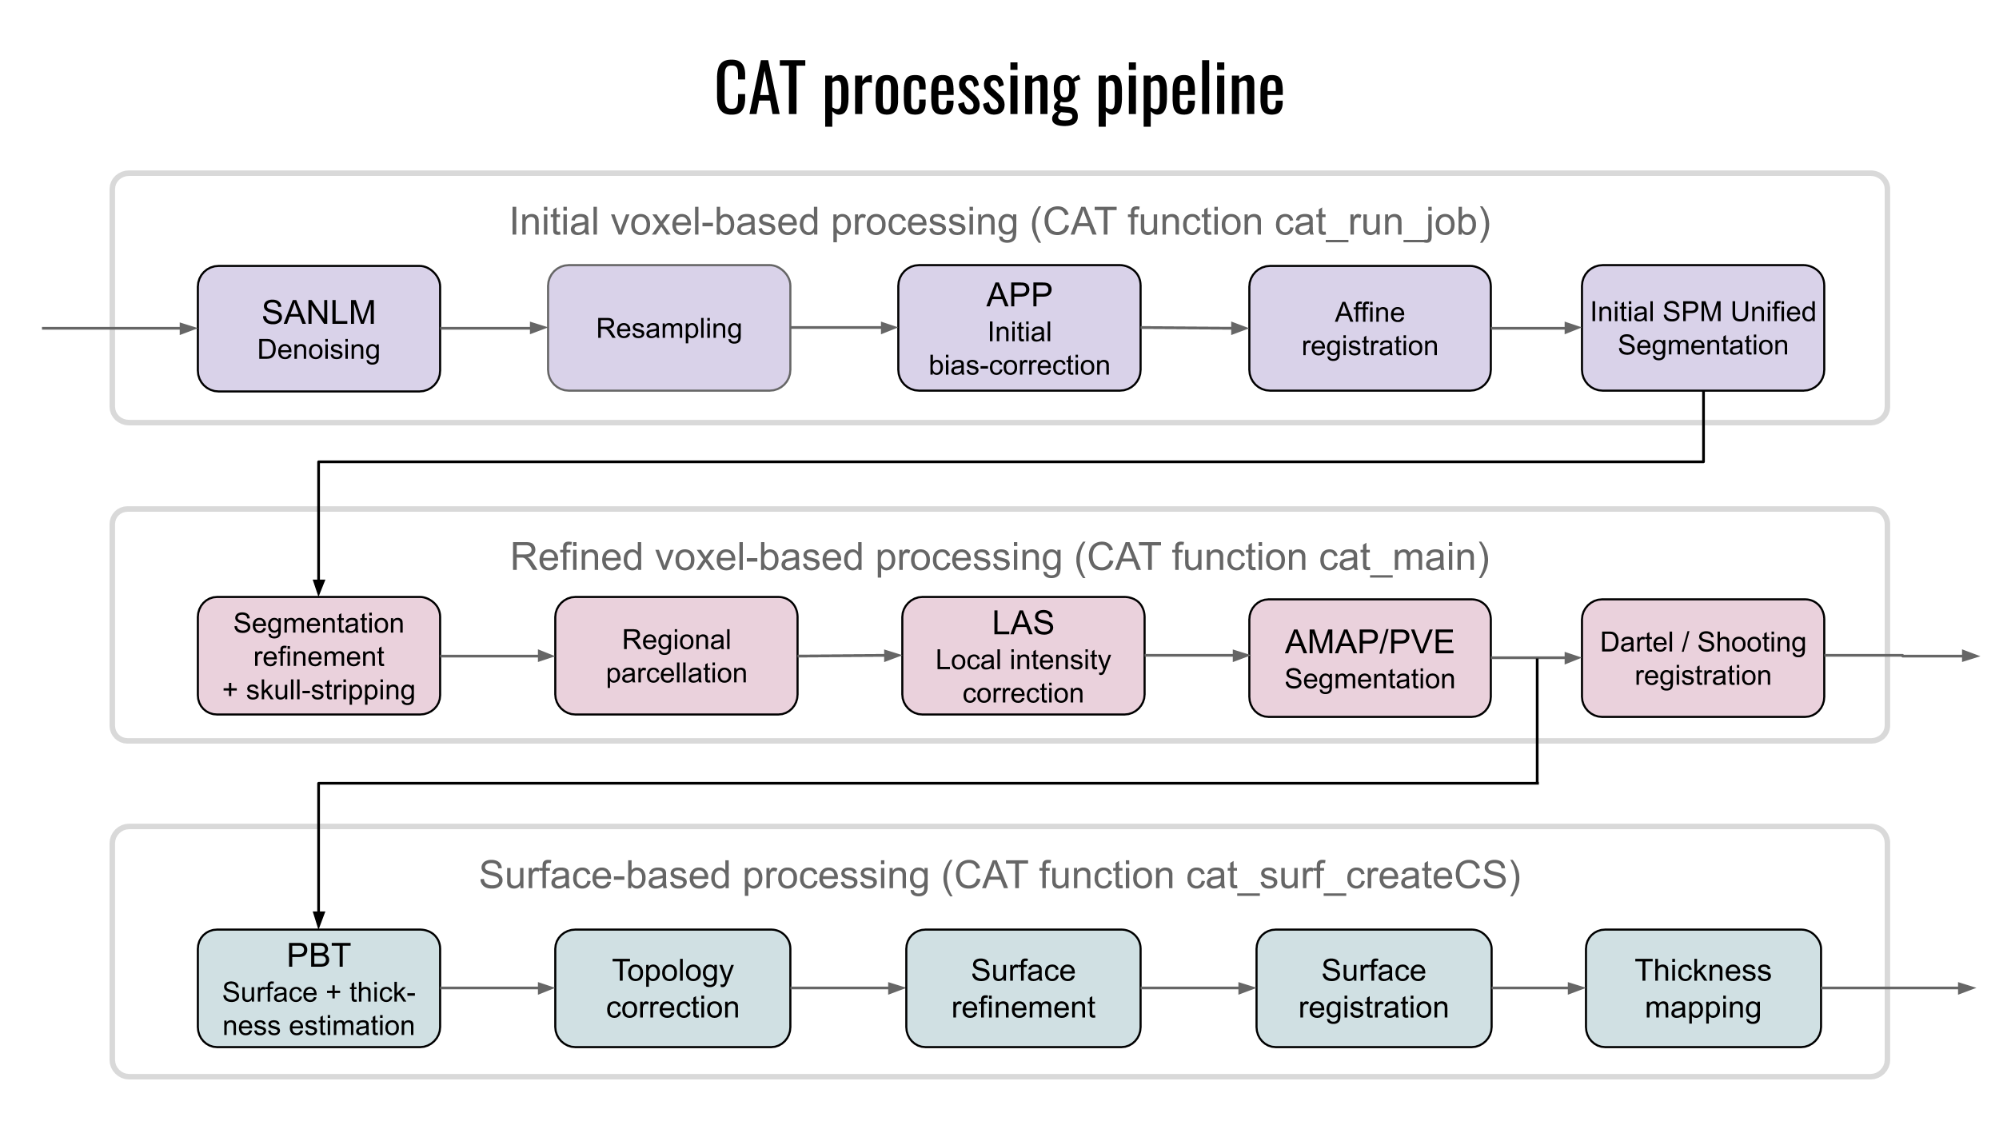 CAT processing pipeline
Initial voxel-based processing (CAT function cat_run_job)
SANLM
Denoising
Resampling
APP
Initial
bias-correction
Affine
registration
Initial SPM Unified
Segmentation
Refined voxel-based processing (CAT function cat_main)
Segmentation
refinement
+ skull-stripping
Regional
parcellation
LAS
Local intensity
correction
AMAP/PVE
Segmentation
Dartel / Shooting
registration
Surface-based processing (CAT function cat_surf_createCS)
PBT
Surface + thick-
ness estimation
Topology
correction
Surface
refinement
Surface
registration
Thickness
mapping